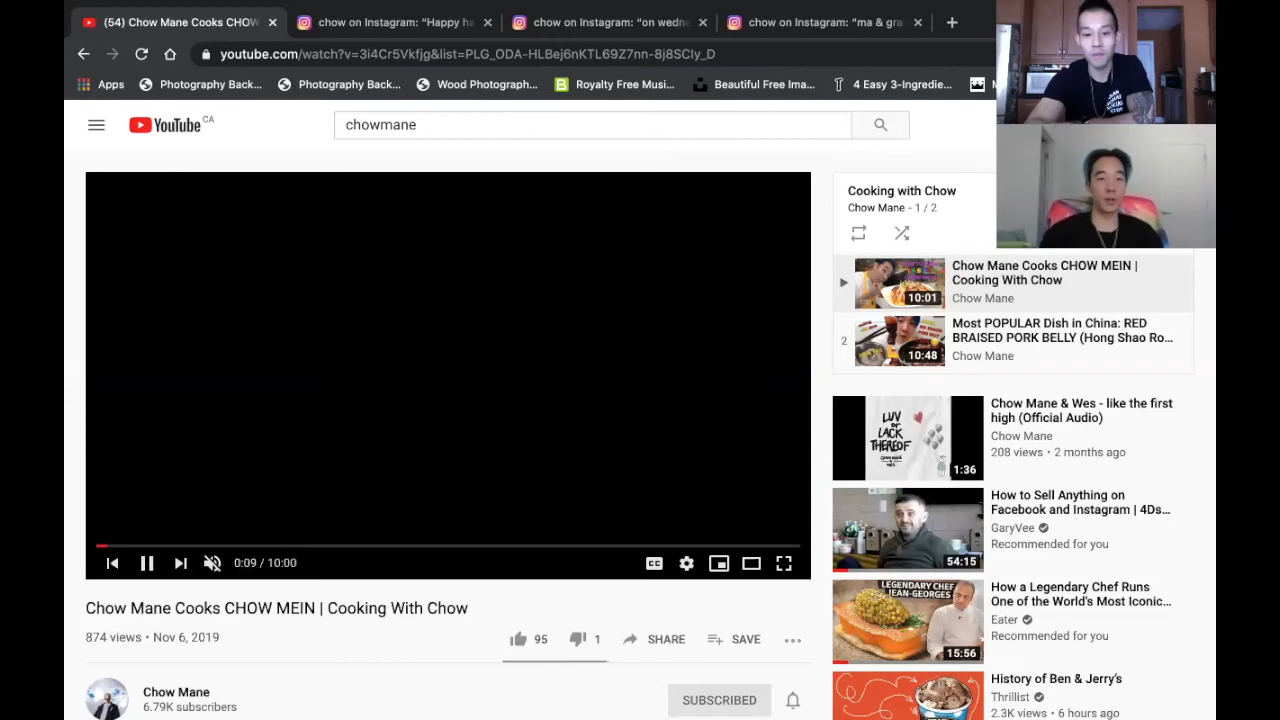 (54) Chow Mane Cooks CHOW
chow on Instagram: “Happy ha
chow on Instagram: “on wedne
chow on Instagram: “ma & gra
youtube.com/watch?v=3i4OCtVkfjg&list=PLG_ODA-HLBej6nKTL69Z7nn-8j8SCIy_D
Apps
Photography Back...
Photography Back...
Wood Photograph...
Royalty Free Music...
Beautiful Free Ima...
4 Easy 3-Ingredie...
YouTube CA
chowmane
Cooking with Chow
Chow Mane - 1 / 2
10:01
Chow Mane Cooks CHOW MEIN |
Cooking With Chow
Chow Mane
2
10:48
Most POPULAR Dish in China: RED
BRAISED PORK BELLY (Hong Shao Ro...
Chow Mane
LUV
OR
LACK
THEREOF
1:36
Chow Mane & Wes - like the first
high (Official Audio)
Chow Mane
208 views • 2 months ago
54:15
How to Sell Anything on
Facebook and Instagram | 4Ds...
GaryVee
Recommended for you
LEGENDARY CHEF
JEAN-GEORGES
15:56
How a Legendary Chef Runs
One of the World's Most Iconic...
Eater
Recommended for you
History of Ben & Jerry's
Thrillist
2.3K views • 6 hours ago
0:09 / 10:00
CC
Chow Mane Cooks CHOW MEIN | Cooking With Chow
874 views • Nov 6, 2019
95
1
SHARE
SAVE
Chow Mane
6.79K subscribers
SUBSCRIBED